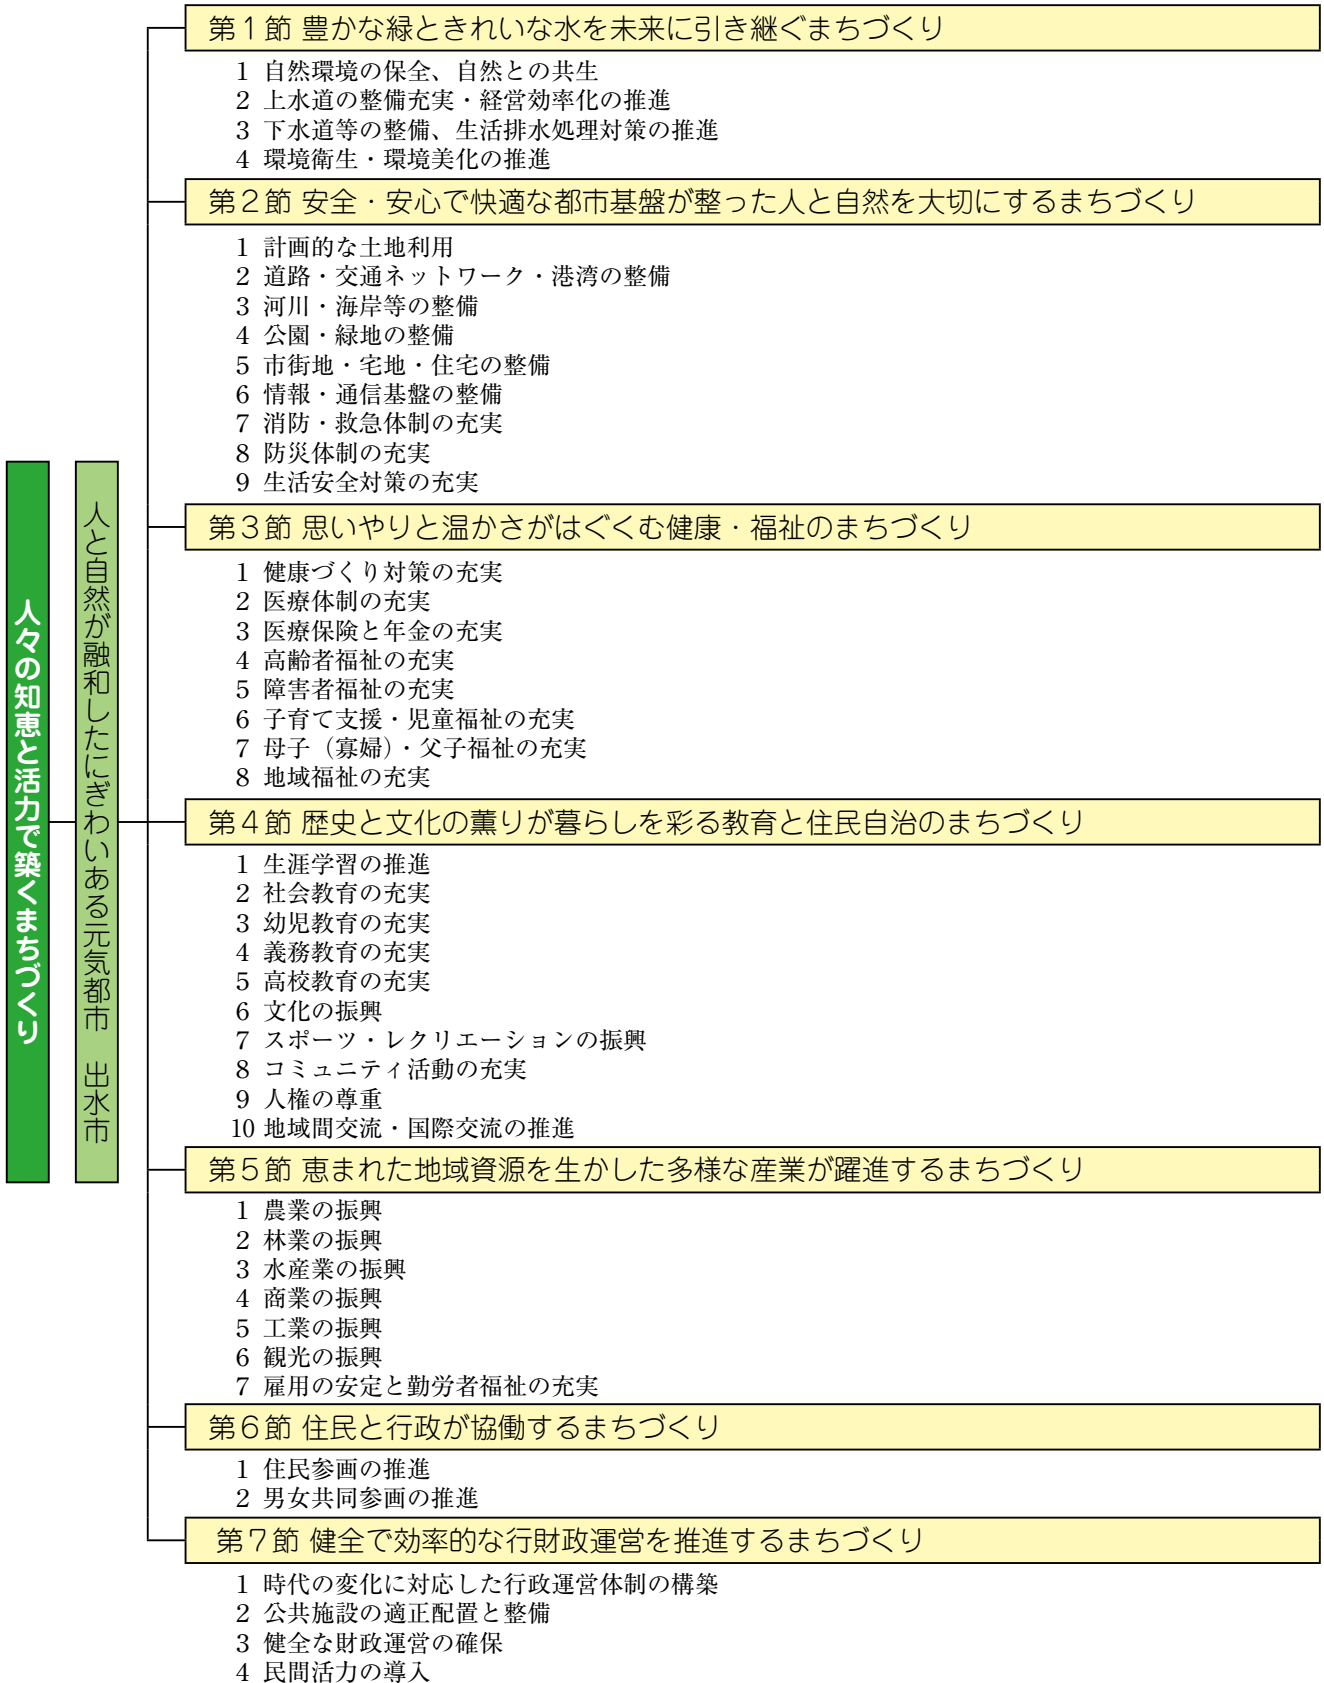 人々の知恵と活力で築くまちづくり
人と自然が融和したにぎわいある元気都市　出水市
第1節 豊かな緑ときれいな水を未来に引き継ぐまちづくり
1 自然環境の保全、自然との共生
2 上水道の整備充実・経営効率化の推進
3 下水道等の整備、生活排水処理対策の推進
4 環境衛生・環境美化の推進
第2節 安全・安心で快適な都市基盤が整った人と自然を大切にするまちづくり
1 計画的な土地利用
2 道路・交通ネットワーク・港湾の整備
3 河川・海岸等の整備
4 公園・緑地の整備
5 市街地・宅地・住宅の整備
6 情報・通信基盤の整備
7 消防・救急体制の充実
8 防災体制の充実
9 生活安全対策の充実
第3節 思いやりと温かさがはぐくむ健康・福祉のまちづくり
1 健康づくり対策の充実
2 医療体制の充実
3 医療保険と年金の充実
4 高齢者福祉の充実
5 障害者福祉の充実
6 子育て支援・児童福祉の充実
7 母子（寡婦）・父子福祉の充実
8 地域福祉の充実
第4節 歴史と文化の薫りが暮らしを彩る教育と住民自治のまちづくり
1 生涯学習の推進
2 社会教育の充実
3 幼児教育の充実
4 義務教育の充実
5 高校教育の充実
6 文化の振興
7 スポーツ・レクリエーションの振興
8 コミュニティ活動の充実
9 人権の尊重
10 地域間交流・国際交流の推進
第5節 恵まれた地域資源を生かした多様な産業が躍進するまちづくり
1 農業の振興
2 林業の振興
3 水産業の振興
4 商業の振興
5 工業の振興
6 観光の振興
7 雇用の安定と勤労者福祉の充実
第6節 住民と行政が協働するまちづくり
1 住民参画の推進
2 男女共同参画の推進
第7節 健全で効率的な行財政運営を推進するまちづくり
1 時代の変化に対応した行政運営体制の構築
2 公共施設の適正配置と整備
3 健全な財政運営の確保
4 民間活力の導入